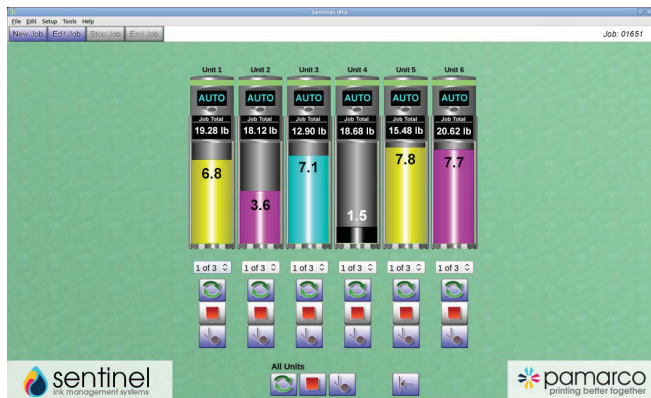 Sentinel iPro
File Edit Setup Tools Help
New Job Edit Job Stop Job End Job Job: 01651
Unit 1 Unit 2 Unit 3 Unit 4 Unit 5 Unit 6
AUTO AUTO AUTO AUTO AUTO AUTO
Job Total Job Total Job Total Job Total Job Total Job Total
19.28 lb 18.12 lb 12.90 lb 18.68 lb 15.48 lb 20.62 lb
6.8 3.6 7.1 1.5 7.8 7.7
1 of 3 1 of 3 1 of 3 1 of 3 1 of 3 1 of 3
All Units
sentinel
ink management systems
pamarco
printing better together